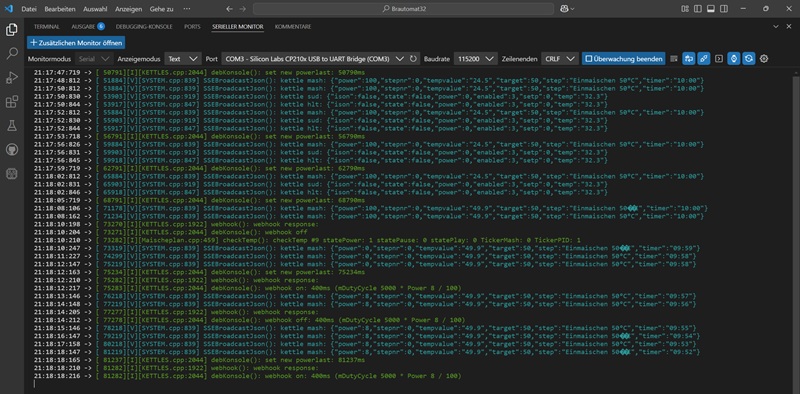 Datei Bearbeiten Auswahl Anzeigen Gehe zu ···
Brautomat32
TERMINAL AUSGABE 6 DEBUGGING-KONSOLE PORTS SERIELLER MONITOR KOMMENTARE
+ Zusätzlichen Monitor öffnen
Monitormodus Serial Anzeigemodus Text Port COM3 - Silicon Labs CP210x USB to UART Bridge (COM3) Baudrate 115200 Zeilenenden CRLF Überwachung beenden
21:17:47:719 -> [ 50791][I][KETTLES.cpp:2044] debKonsole(): set new powerlast: 50790ms
21:17:48:812 -> [ 51884][V][SYSTEM.cpp:839] SSEBroadcastJson(): kettle mash: {"power":100,"stepnr":0,"tempvalue":"24.5","target":50,"step":"Einmaischen 50°C","timer":"10:00"}
21:17:50:812 -> [ 53884][V][SYSTEM.cpp:839] SSEBroadcastJson(): kettle mash: {"power":100,"stepnr":0,"tempvalue":"24.5","target":50,"step":"Einmaischen 50°C","timer":"10:00"}
21:17:50:830 -> [ 53903][V][SYSTEM.cpp:919] SSEBroadcastJson(): kettle sud: {"ison":false,"state":false,"power":0,"enabled":3,"setp":0,"temp":"32.3"}
21:17:50:844 -> [ 53917][V][SYSTEM.cpp:839] SSEBroadcastJson(): kettle hlt: {"ison":false,"state":false,"power":0,"enabled":3,"setp":0,"temp":"32.3"}
21:17:52:812 -> [ 55884][V][SYSTEM.cpp:839] SSEBroadcastJson(): kettle mash: {"power":100,"stepnr":0,"tempvalue":"24.5","target":50,"step":"Einmaischen 50°C","timer":"10:00"}
21:17:52:830 -> [ 55903][V][SYSTEM.cpp:919] SSEBroadcastJson(): kettle sud: {"ison":false,"state":false,"power":0,"enabled":3,"setp":0,"temp":"32.3"}
21:17:52:844 -> [ 55917][V][SYSTEM.cpp:839] SSEBroadcastJson(): kettle hlt: {"ison":false,"state":false,"power":0,"enabled":3,"setp":0,"temp":"32.3"}
21:17:53:718 -> [ 56791][I][KETTLES.cpp:2044] debKonsole(): set new powerlast: 56790ms
21:17:56:826 -> [ 59884][V][SYSTEM.cpp:839] SSEBroadcastJson(): kettle mash: {"power":100,"stepnr":0,"tempvalue":"24.5","target":50,"step":"Einmaischen 50°C","timer":"10:00"}
21:17:56:831 -> [ 59903][V][SYSTEM.cpp:919] SSEBroadcastJson(): kettle sud: {"ison":false,"state":false,"power":0,"enabled":3,"setp":0,"temp":"32.3"}
21:17:56:845 -> [ 59918][V][SYSTEM.cpp:839] SSEBroadcastJson(): kettle hlt: {"ison":false,"state":false,"power":0,"enabled":3,"setp":0,"temp":"32.3"}
21:17:59:719 -> [ 62791][I][KETTLES.cpp:2044] debKonsole(): set new powerlast: 62790ms
21:18:02:812 -> [ 65884][V][SYSTEM.cpp:839] SSEBroadcastJson(): kettle mash: {"power":100,"stepnr":0,"tempvalue":"24.5","target":50,"step":"Einmaischen 50°C","timer":"10:00"}
21:18:02:831 -> [ 65903][V][SYSTEM.cpp:919] SSEBroadcastJson(): kettle sud: {"ison":false,"state":false,"power":0,"enabled":3,"setp":0,"temp":"32.3"}
21:18:02:846 -> [ 65918][V][SYSTEM.cpp:839] SSEBroadcastJson(): kettle hlt: {"ison":false,"state":false,"power":0,"enabled":3,"setp":0,"temp":"32.3"}
21:18:05:719 -> [ 68791][I][KETTLES.cpp:2044] debKonsole(): set new powerlast: 68790ms
21:18:08:106 -> [ 71178][V][SYSTEM.cpp:839] SSEBroadcastJson(): kettle mash: {"power":100,"stepnr":0,"tempvalue":"49.9","target":50,"step":"Einmaischen 50��C","timer":"10:00"}
21:18:08:162 -> [ 71234][V][SYSTEM.cpp:839] SSEBroadcastJson(): kettle mash: {"power":100,"stepnr":0,"tempvalue":"49.9","target":50,"step":"Einmaischen 50°C","timer":"10:00"}
21:18:10:198 -> [ 73270][I][KETTLES.cpp:1922] webhook(): webhook response:
21:18:10:204 -> [ 73271][I][KETTLES.cpp:2044] debKonsole(): webhook off
21:18:10:210 -> [ 73282][I][Maischeplan.cpp:459] checkTemp(): checkTemp #9 statePower: 1 statePause: 0 statePlay: 0 TickerMash: 0 TickerPID: 1
21:18:10:247 -> [ 73319][V][SYSTEM.cpp:839] SSEBroadcastJson(): kettle mash: {"power":0,"stepnr":0,"tempvalue":"49.9","target":50,"step":"Einmaischen 50��C","timer":"09:59"}
21:18:11:227 -> [ 74299][V][SYSTEM.cpp:839] SSEBroadcastJson(): kettle mash: {"power":0,"stepnr":0,"tempvalue":"49.9","target":50,"step":"Einmaischen 50°C","timer":"09:58"}
21:18:12:147 -> [ 75219][V][SYSTEM.cpp:839] SSEBroadcastJson(): kettle mash: {"power":0,"stepnr":0,"tempvalue":"49.9","target":50,"step":"Einmaischen 50��C","timer":"09:58"}
21:18:12:163 -> [ 75234][I][KETTLES.cpp:2044] debKonsole(): set new powerlast: 75234ms
21:18:12:210 -> [ 75282][I][KETTLES.cpp:1922] webhook(): webhook response:
21:18:12:217 -> [ 75283][I][KETTLES.cpp:2044] debKonsole(): webhook on: 400ms (mDutyCycle 5000 * Power 8 / 100)
21:18:13:146 -> [ 76218][V][SYSTEM.cpp:839] SSEBroadcastJson(): kettle mash: {"power":8,"stepnr":0,"tempvalue":"49.9","target":50,"step":"Einmaischen 50��C","timer":"09:57"}
21:18:14:148 -> [ 77219][V][SYSTEM.cpp:839] SSEBroadcastJson(): kettle mash: {"power":8,"stepnr":0,"tempvalue":"49.9","target":50,"step":"Einmaischen 50°C","timer":"09:56"}
21:18:14:205 -> [ 77277][I][KETTLES.cpp:1922] webhook(): webhook response:
21:18:14:212 -> [ 77278][I][KETTLES.cpp:2044] debKonsole(): webhook off: 400ms (mDutyCycle 5000 * Power 8 / 100)
21:18:15:146 -> [ 78218][V][SYSTEM.cpp:839] SSEBroadcastJson(): kettle mash: {"power":8,"stepnr":0,"tempvalue":"49.9","target":50,"step":"Einmaischen 50°C","timer":"09:55"}
21:18:16:147 -> [ 79219][V][SYSTEM.cpp:839] SSEBroadcastJson(): kettle mash: {"power":8,"stepnr":0,"tempvalue":"49.9","target":50,"step":"Einmaischen 50��C","timer":"09:54"}
21:18:17:158 -> [ 80218][V][SYSTEM.cpp:839] SSEBroadcastJson(): kettle mash: {"power":8,"stepnr":0,"tempvalue":"49.9","target":50,"step":"Einmaischen 50°C","timer":"09:53"}
21:18:18:147 -> [ 81219][V][SYSTEM.cpp:839] SSEBroadcastJson(): kettle mash: {"power":8,"stepnr":0,"tempvalue":"49.9","target":50,"step":"Einmaischen 50��C","timer":"09:52"}
21:18:18:165 -> [ 81237][I][KETTLES.cpp:2044] debKonsole(): set new powerlast: 81237ms
21:18:18:210 -> [ 81282][I][KETTLES.cpp:1922] webhook(): webhook response:
21:18:18:216 -> [ 81282][I][KETTLES.cpp:2044] debKonsole(): webhook on: 400ms (mDutyCycle 5000 * Power 8 / 100)